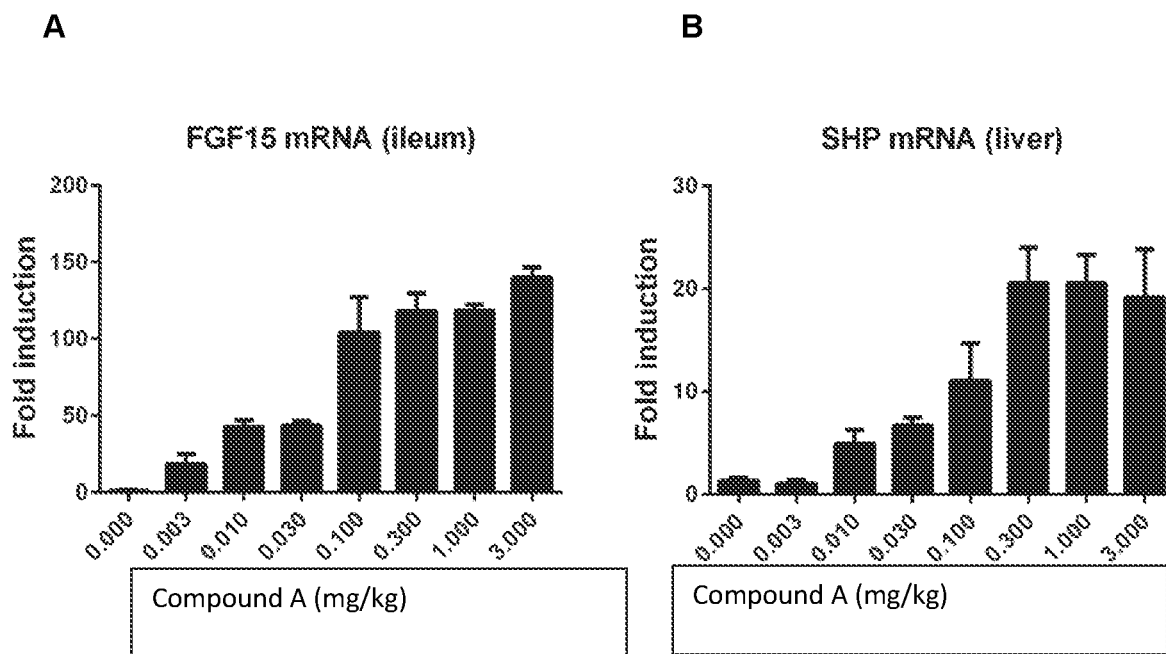 A
FGF15 mRNA (ileum)
Fold induction
200
150
100
50
0
0.000 0.003 0.010 0.030 0.100 0.300 1.000 3.000
Compound A (mg/kg)
B
SHP mRNA (liver)
Fold induction
30
20
10
0
0.000 0.003 0.010 0.030 0.100 0.300 1.000 3.000
Compound A (mg/kg)